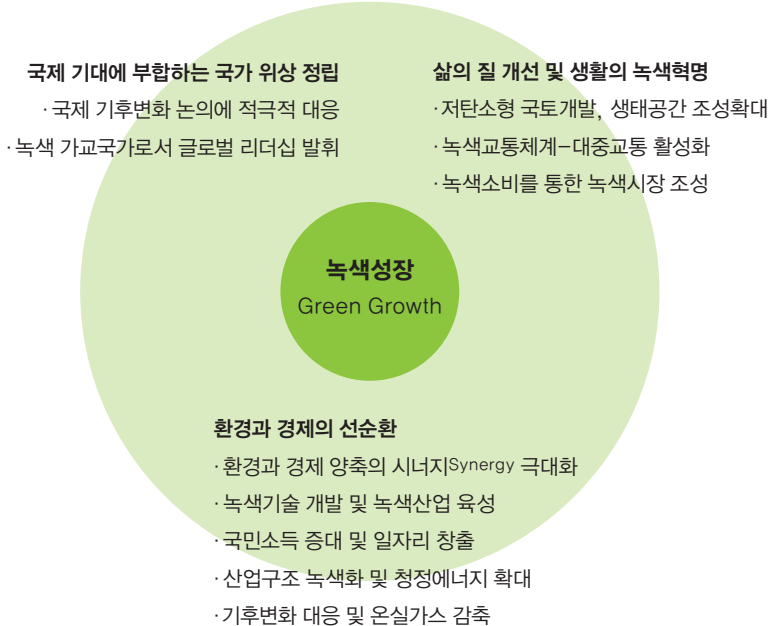 국제 기대에 부합하는 국가 위상 정립
·국제 기후변화 논의에 적극적 대응
·녹색 가교국가로서 글로벌 리더십 발휘
삶의 질 개선 및 생활의 녹색혁명
·저탄소형 국토개발, 생태공간 조성확대
·녹색교통체계-대중교통 활성화
·녹색소비를 통한 녹색시장 조성
녹색성장
Green Growth
환경과 경제의 선순환
·환경과 경제 양축의 시너지Synergy 극대화
·녹색기술 개발 및 녹색산업 육성
·국민소득 증대 및 일자리 창출
·산업구조 녹색화 및 청정에너지 확대
·기후변화 대응 및 온실가스 감축